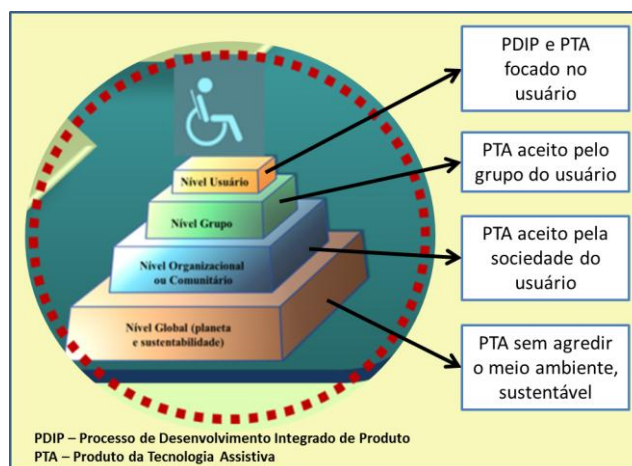 PDIP e PTA
focado no
usuário
PTA aceito pelo
grupo do usuário
PTA aceito pela
sociedade do
usuário
PTA sem agredir
o meio ambiente,
sustentável
Nível Usuário
Nível Grupo
Nível Organizacional
ou Comunitário
Nível Global (planeta
e sustentabilidade)
PDIP – Processo de Desenvolvimento Integrado de Produto
PTA – Produto da Tecnologia Assistiva